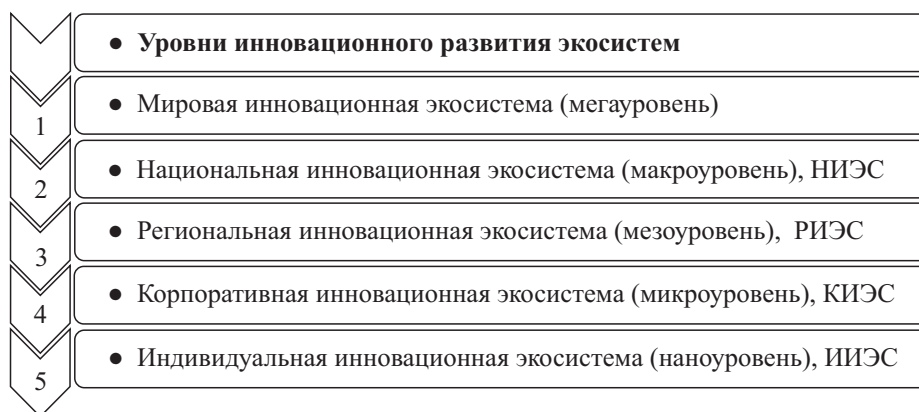 ● Уровни инновационного развития экосистем
1 ● Мировая инновационная экосистема (мегауровень)
2 ● Национальная инновационная экосистема (макроуровень), НИЭС
3 ● Региональная инновационная экосистема (мезоуровень), РИЭС
4 ● Корпоративная инновационная экосистема (микроуровень), КИЭС
5 ● Индивидуальная инновационная экосистема (наноуровень), ИИЭС